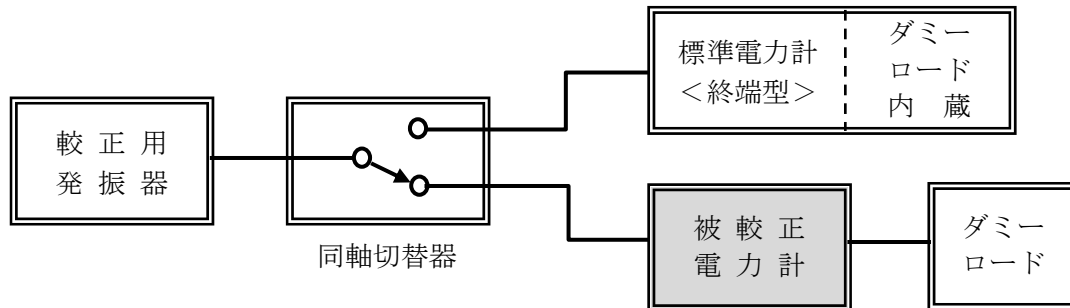 標準電力計
＜終端型＞
ダミー
ロード
内　蔵
較 正 用
発 振 器
同軸切替器
被 較 正
電 力 計
ダミー
ロード